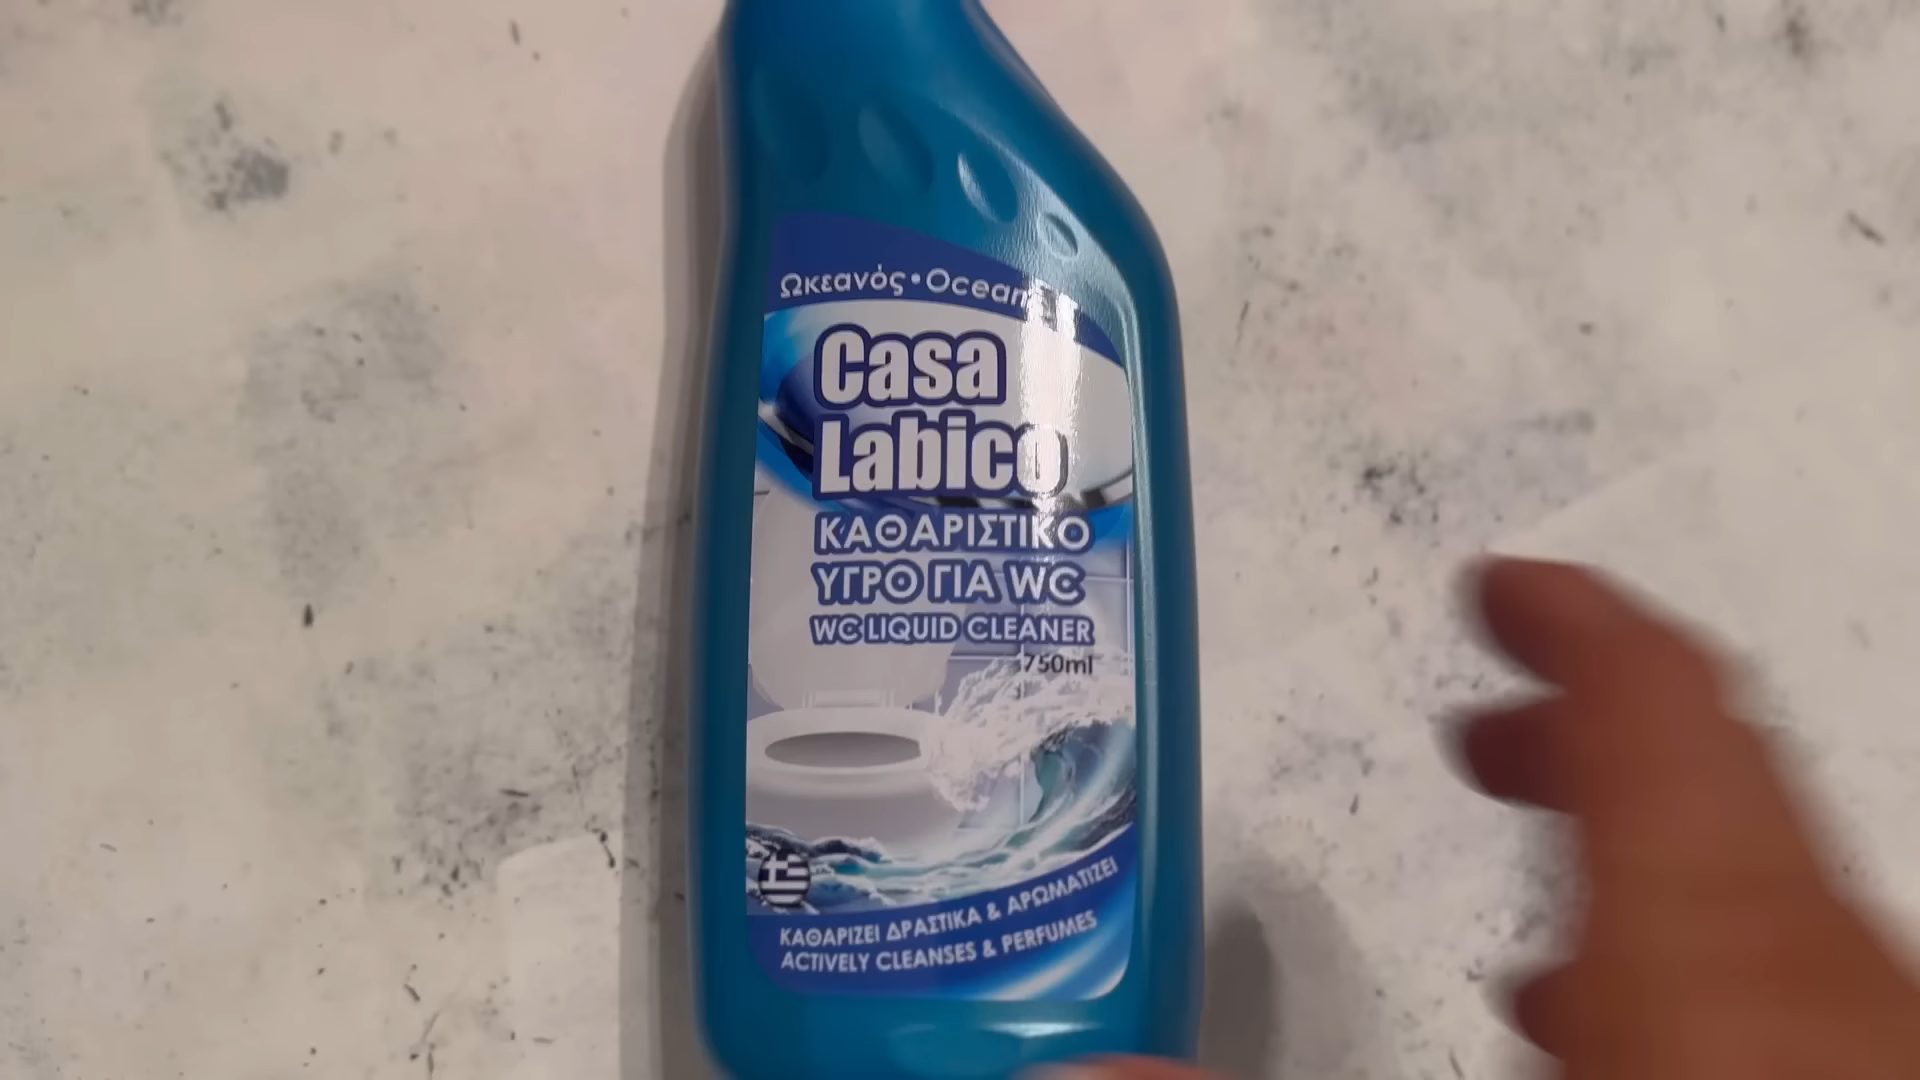 Ωκεανός • Ocean
Casa
Labico
ΚΑΘΑΡΙΣΤΙΚΟ
ΥΓΡΟ ΓΙΑ WC
WC LIQUID CLEANER
750ml
ΚΑΘΑΡΙΖΕΙ ΔΡΑΣΤΙΚΑ & ΑΡΩΜΑΤΙΖΕΙ
ACTIVELY CLEANSES & PERFUMES